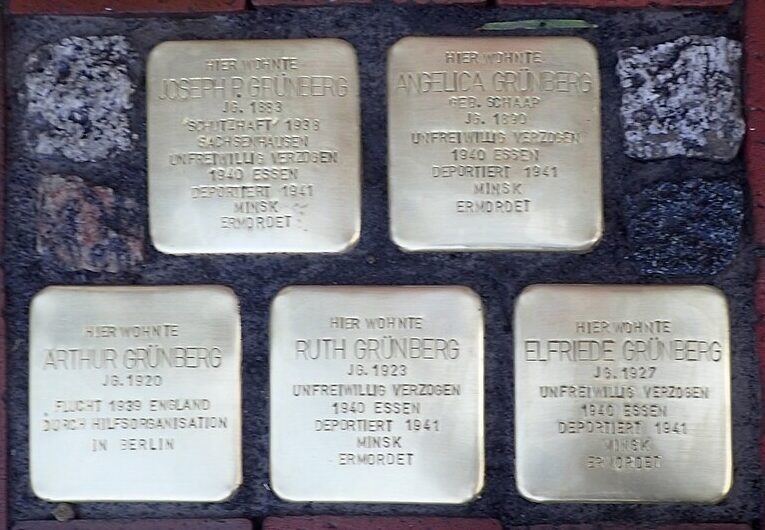 HIER WOHNTE
JOSEPH P. GRÜNBERG
JG. 1883
"SCHUTZHAFT" 1938
SACHSENHAUSEN
UNFREIWILLIG VERZOGEN
1940 ESSEN
DEPORTIERT 1941
MINSK
ERMORDET
HIER WOHNTE
ANGELICA GRÜNBERG
GEB. SCHAAP
JG. 1890
UNFREIWILLIG VERZOGEN
1940 ESSEN
DEPORTIERT 1941
MINSK
ERMORDET
HIER WOHNTE
ARTHUR GRÜNBERG
JG. 1920
FLUCHT 1939 ENGLAND
DURCH HILFSORGANISATION
IN BERLIN
HIER WOHNTE
RUTH GRÜNBERG
JG. 1923
UNFREIWILLIG VERZOGEN
1940 ESSEN
DEPORTIERT 1941
MINSK
ERMORDET
HIER WOHNTE
ELFRIEDE GRÜNBERG
JG. 1927
UNFREIWILLIG VERZOGEN
1940 ESSEN
DEPORTIERT 1941
MINSK
ERMORDET